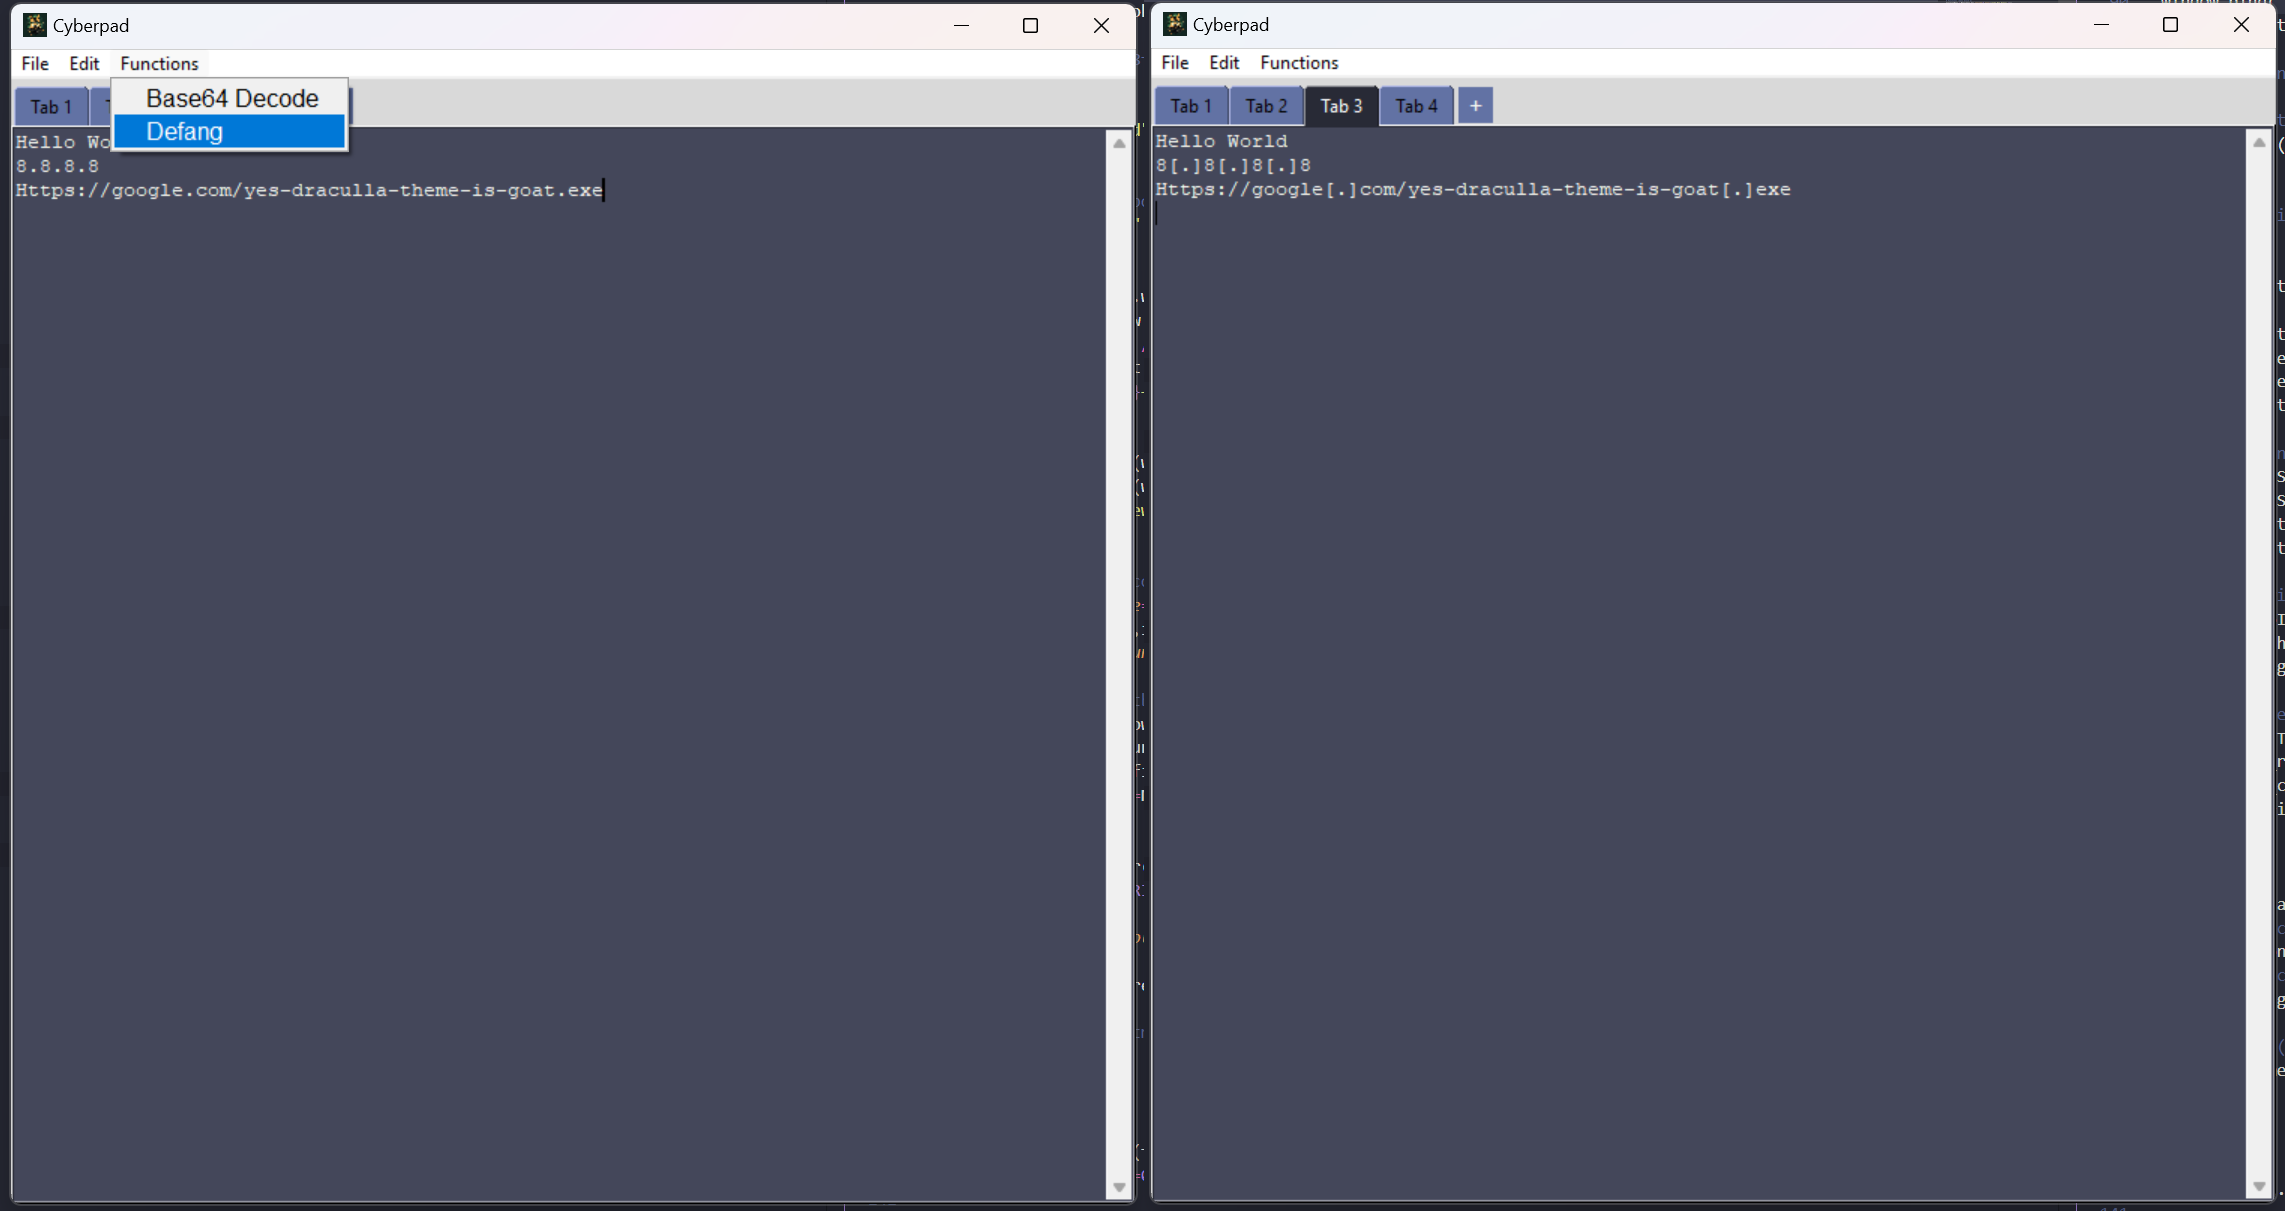 Cyberpad
File Edit Functions
Tab 1
Base64 Decode
Defang
Hello Wo
8.8.8.8
Https://google.com/yes-draculla-theme-is-goat.exe
Cyberpad
File Edit Functions
Tab 1 Tab 2 Tab 3 Tab 4 +
Hello World
8[.]8[.]8[.]8
Https://google[.]com/yes-draculla-theme-is-goat[.]exe